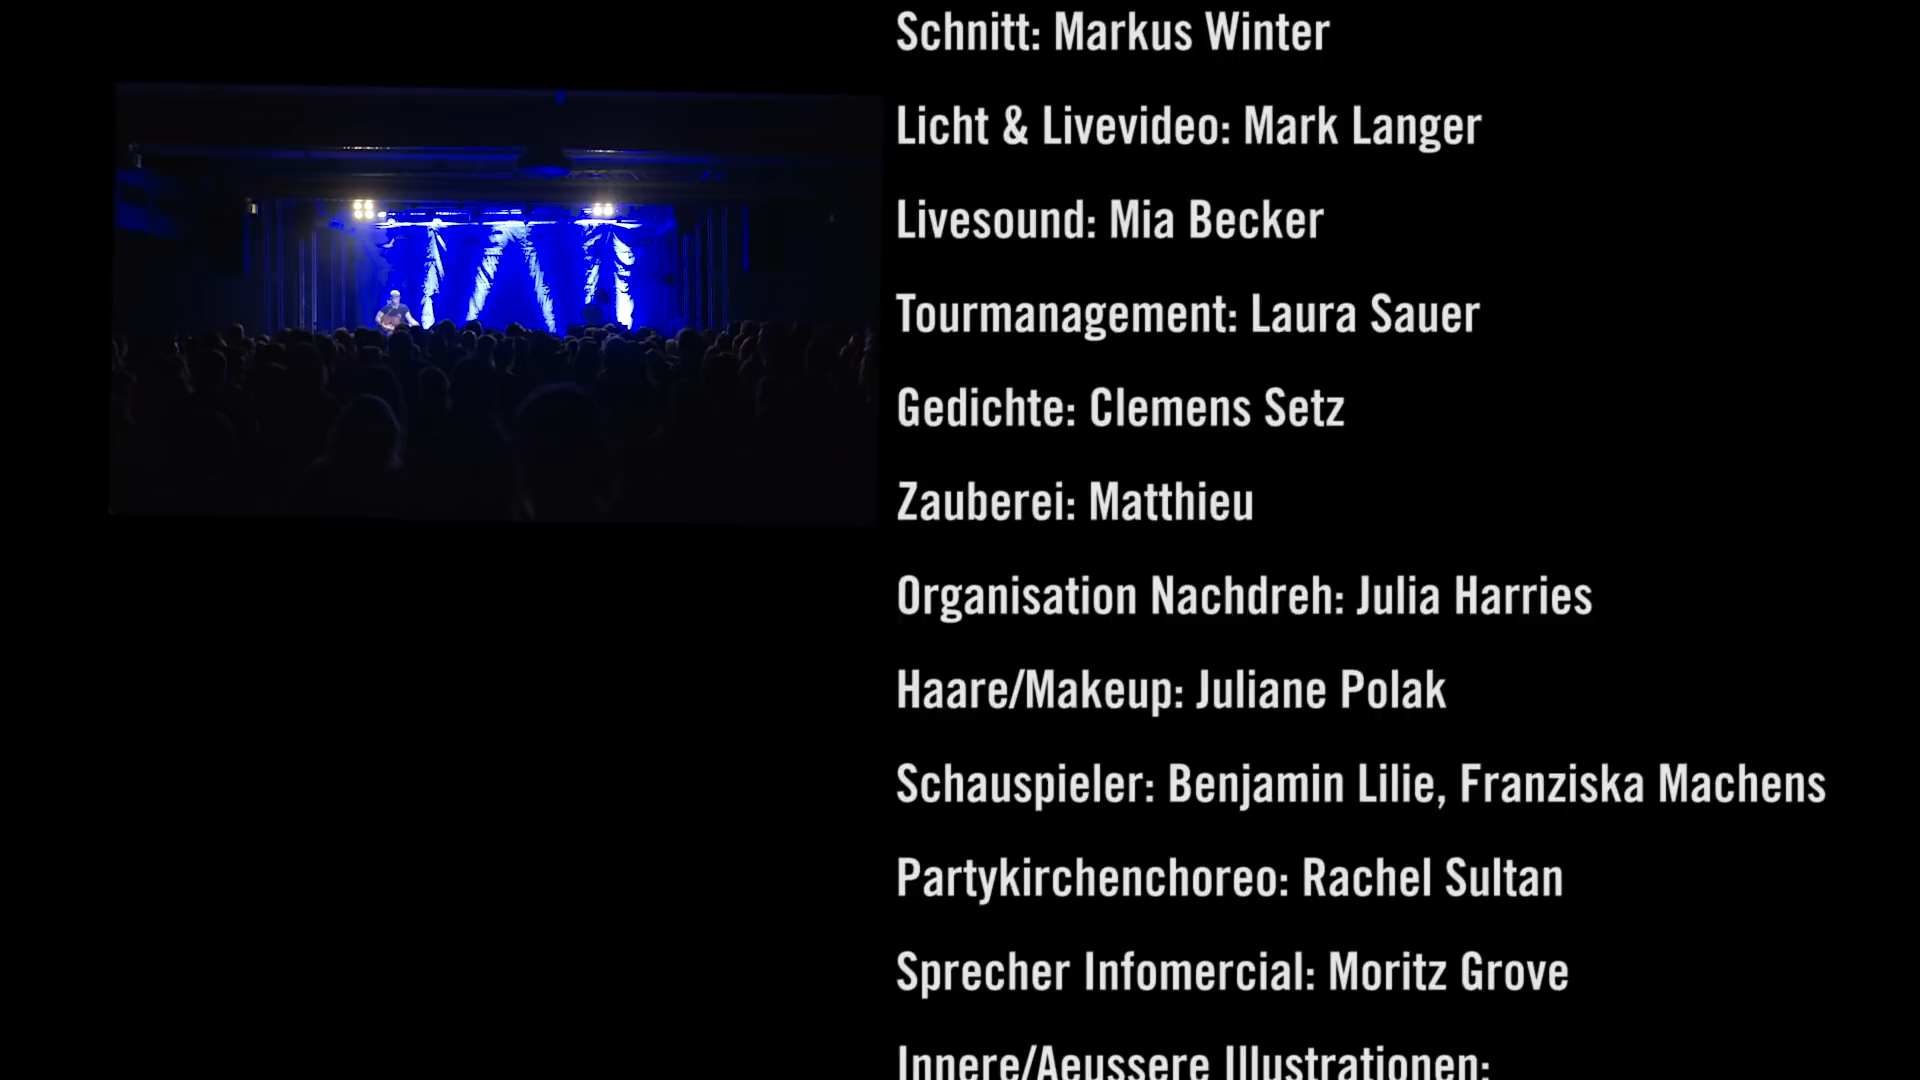 Schnitt: Markus Winter
Licht & Livevideo: Mark Langer
Livesound: Mia Becker
Tourmanagement: Laura Sauer
Gedichte: Clemens Setz
Zauberei: Matthieu
Organisation Nachdreh: Julia Harries
Haare/Makeup: Juliane Polak
Schauspieler: Benjamin Lilie, Franziska Machens
Partykirchenchoreo: Rachel Sultan
Sprecher Infomercial: Moritz Grove
Innere/Aeussere Illustrationen: